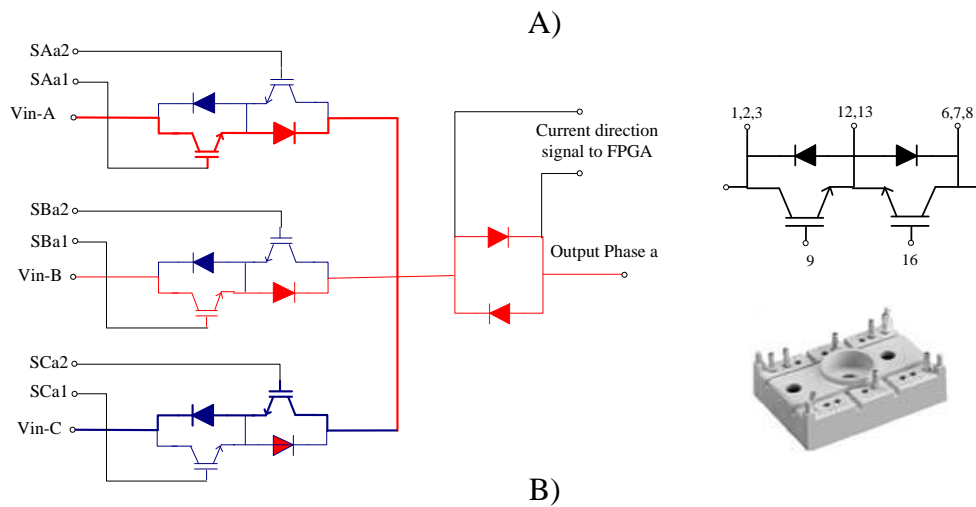 A)
SAa2
SAa1
Vin-A
SBa2
SBa1
Vin-B
SCa2
SCa1
Vin-C
Current direction
signal to FPGA
Output Phase a
1,2,3
12,13
6,7,8
9
16
B)